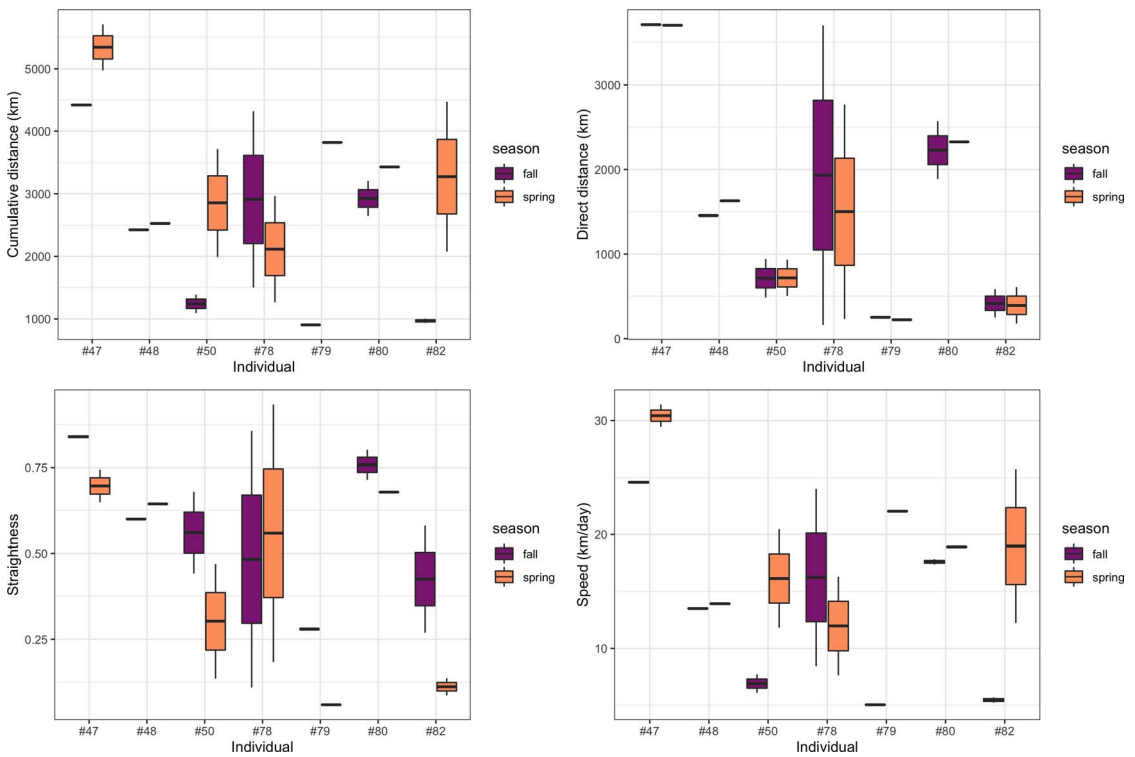 Cumulative distance (km)
5000
4000
3000
2000
1000
#47 #48 #50 #78 #79 #80 #82
Individual
season
fall
spring
Direct distance (km)
3000
2000
1000
0
#47 #48 #50 #78 #79 #80 #82
Individual
season
fall
spring
Straightness
0.75
0.50
0.25
#47 #48 #50 #78 #79 #80 #82
Individual
season
fall
spring
Speed (km/day)
30
20
10
#47 #48 #50 #78 #79 #80 #82
Individual
season
fall
spring